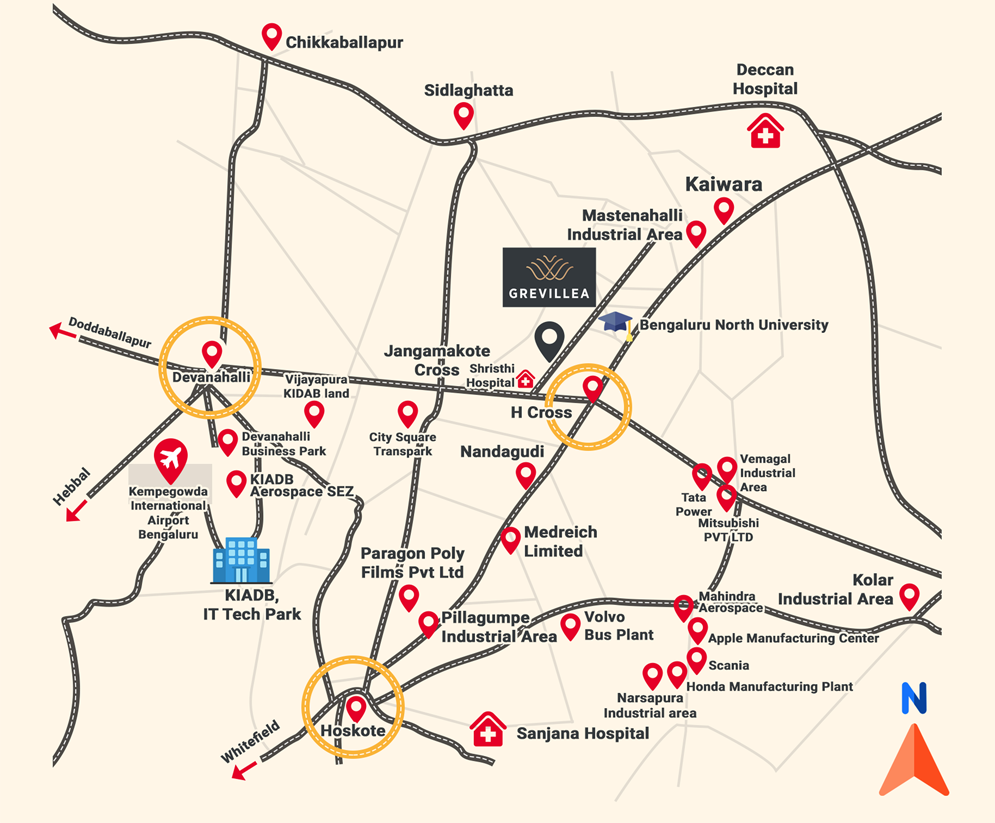 Chikkaballapur
Sidlaghatta
Deccan
Hospital
Kaiwara
Mastenahalli
Industrial Area
GREVILLEA
Bengaluru North University
Doddaballapur
Devanahalli
Jangamakote
Cross
Shristhi
Hospital
Vijayapura
KIDAB land
H Cross
City Square
Transpark
Devanahalli
Business Park
Nandagudi
Vemagal
Industrial
Area
Hebbal
Kempegowda
International
Airport
Bengaluru
KIADB
Aerospace SEZ
Tata
Power
Mitsubishi
PVT LTD
Medreich
Limited
Paragon Poly
Films Pvt Ltd
KIADB,
IT Tech Park
Kolar
Industrial Area
Mahindra
Aerospace
Pillagumpe
Industrial Area
Volvo
Bus Plant
Apple Manufacturing Center
Scania
Honda Manufacturing Plant
Narsapura
Industrial area
N
Hoskote
Sanjana Hospital
Whitefield